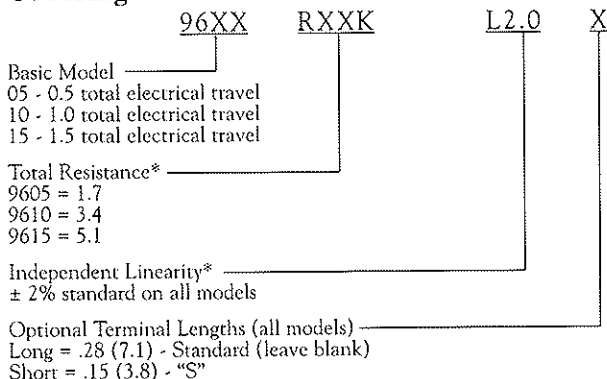 96XX RXXK L2.0 X
Basic Model
05 - 0.5 total electrical travel
10 - 1.0 total electrical travel
15 - 1.5 total electrical travel
Total Resistance*
9605 = 1.7
9610 = 3.4
9615 = 5.1
Independent Linearity*
± 2% standard on all models
Optional Terminal Lengths (all models)
Long = .28 (7.1) - Standard (leave blank)
Short = .15 (3.8) - "S"